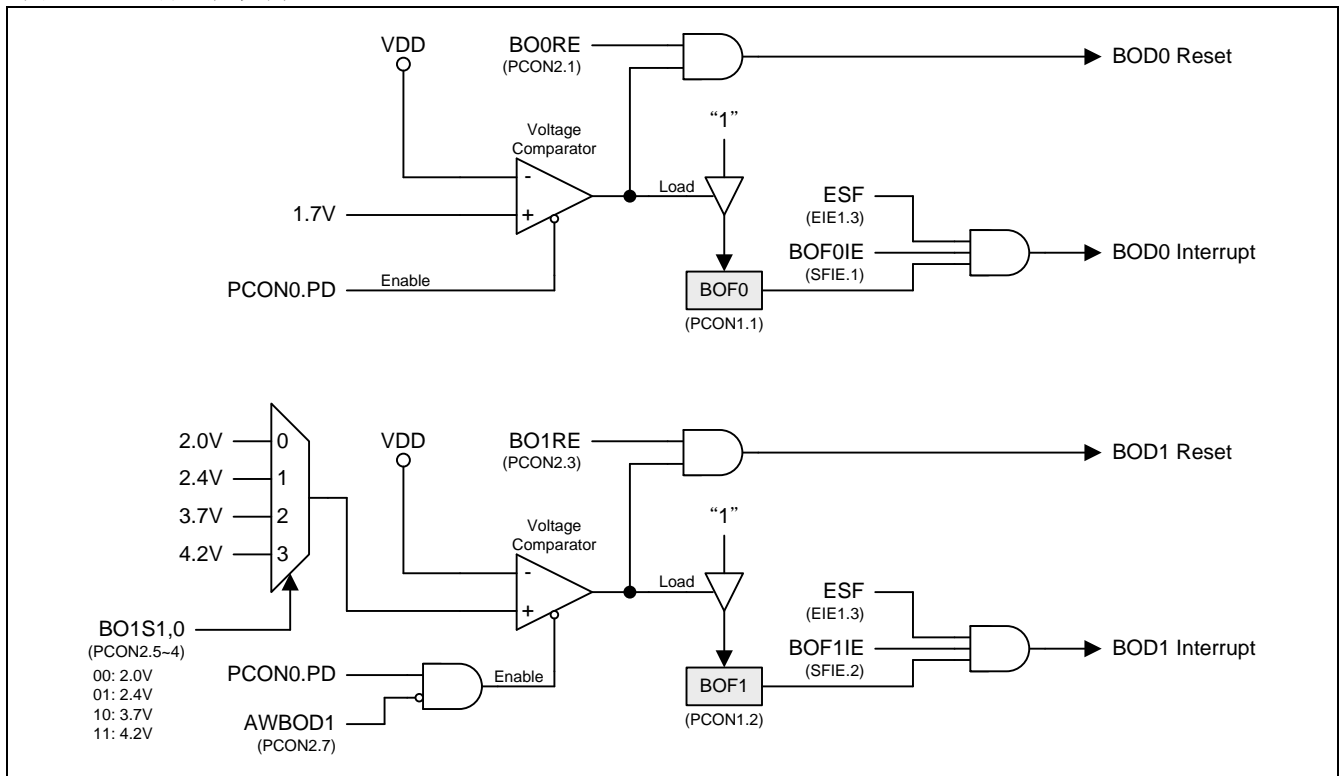 VDD
BO0RE
(PCON2.1)
BOD0 Reset
Voltage
Comparator
“1”
-
Load
1.7V
+
ESF
(EIE1.3)
BOF0IE
(SFIE.1)
BOD0 Interrupt
PCON0.PD
Enable
BOF0
(PCON1.1)
2.0V
0
2.4V
1
3.7V
2
4.2V
3
VDD
BO1RE
(PCON2.3)
BOD1 Reset
Voltage
Comparator
“1”
-
Load
+
ESF
(EIE1.3)
BOF1IE
(SFIE.2)
BOD1 Interrupt
BO1S1,0
(PCON2.5~4)
00: 2.0V
01: 2.4V
10: 3.7V
11: 4.2V
PCON0.PD
Enable
AWBOD1
(PCON2.7)
BOF1
(PCON1.2)